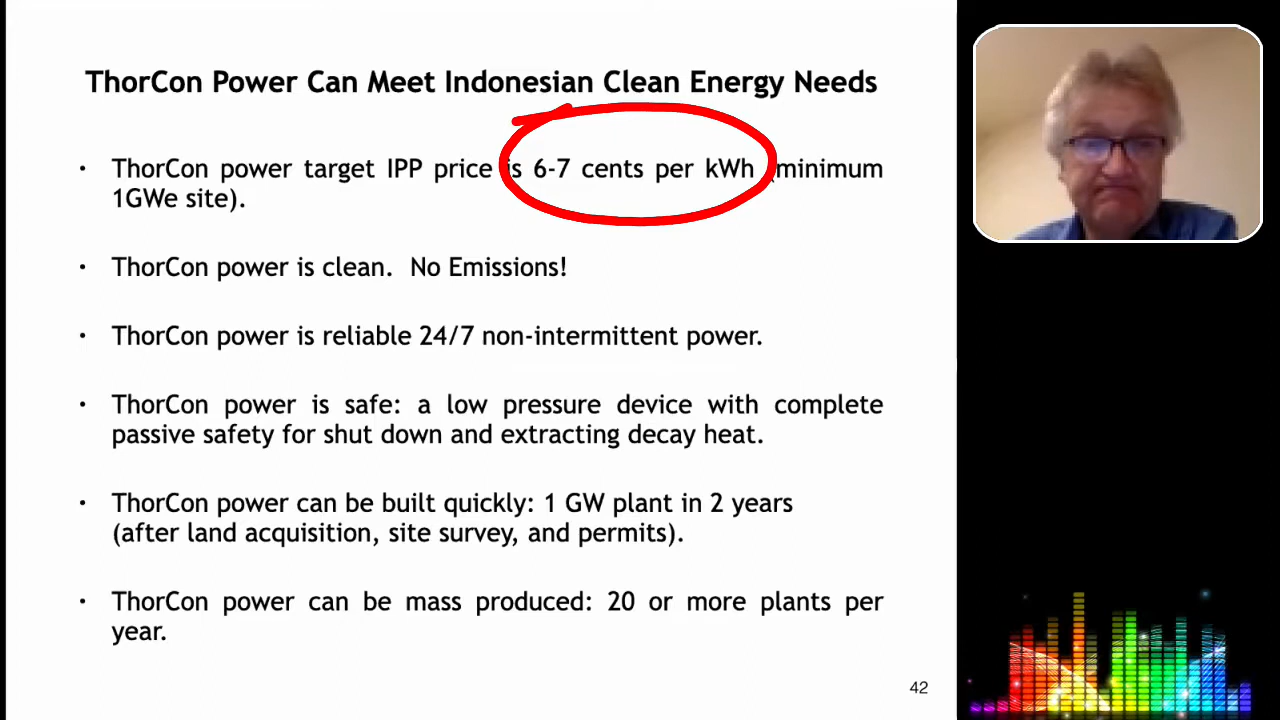 ThorCon Power Can Meet Indonesian Clean Energy Needs
· ThorCon power target IPP price is 6-7 cents per kWh (minimum
1GWe site).
· ThorCon power is clean. No Emissions!
· ThorCon power is reliable 24/7 non-intermittent power.
· ThorCon power is safe: a low pressure device with complete
passive safety for shut down and extracting decay heat.
· ThorCon power can be built quickly: 1 GW plant in 2 years
(after land acquisition, site survey, and permits).
· ThorCon power can be mass produced: 20 or more plants per
year.
42